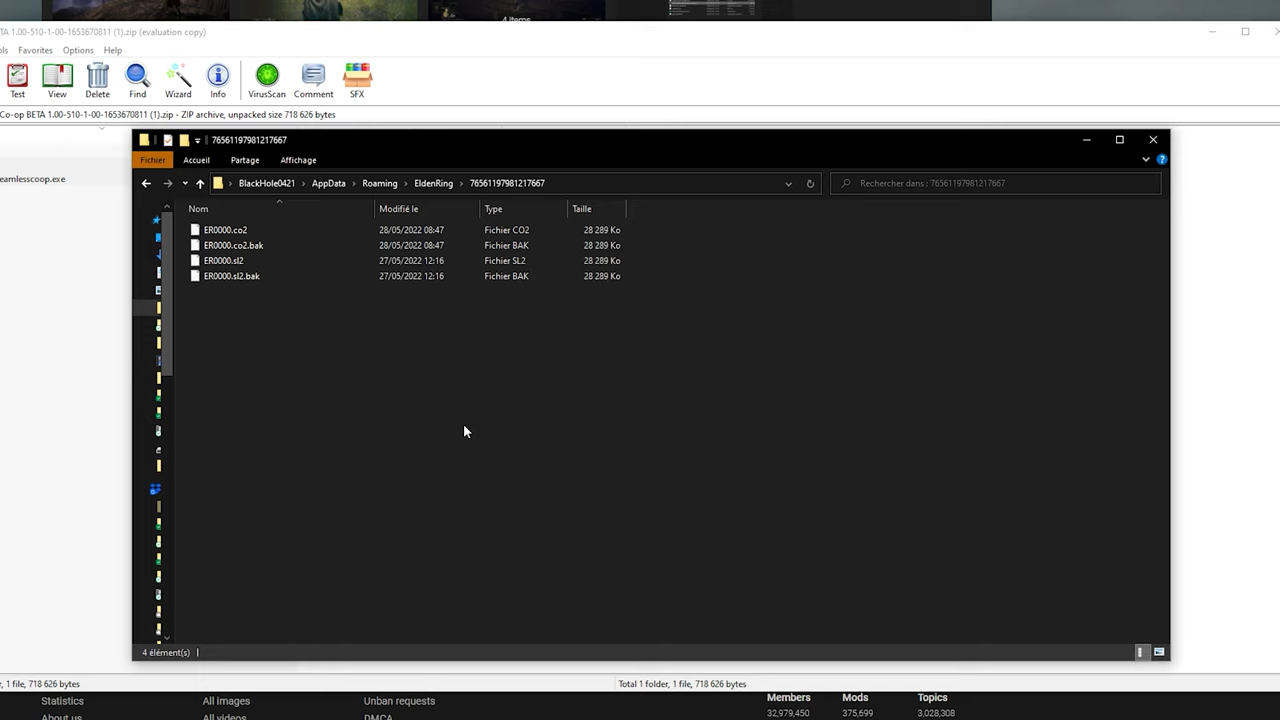 4 Items
TA 1.00-510-1-00-1653670811 (1).zip (evaluation copy)
ols Favorites Options Help
Test View Delete Find Wizard Info VirusScan Comment SFX
Co-op BETA 1.00-510-1-00-1653670811 (1).zip - ZIP archive, unpacked size 718 626 bytes
eamlesscoop.exe
76561197981217667
Fichier Accueil Partage Affichage
BlackHole0421 > AppData > Roaming > EldenRing > 76561197981217667
Rechercher dans : 76561197981217667
Nom Modifié le Type Taille
ER0000.co2 28/05/2022 08:47 Fichier CO2 28 289 Ko
ER0000.co2.bak 28/05/2022 08:47 Fichier BAK 28 289 Ko
ER0000.sl2 27/05/2022 12:16 Fichier SL2 28 289 Ko
ER0000.sl2.bak 27/05/2022 12:16 Fichier BAK 28 289 Ko
4 élément(s)
r, 1 file, 718 626 bytes
Total 1 folder, 1 file, 718 626 bytes
Statistics All images Unban requests Members Mods Topics
About us All videos DMCA 32,979,450 375,699 3,028,308